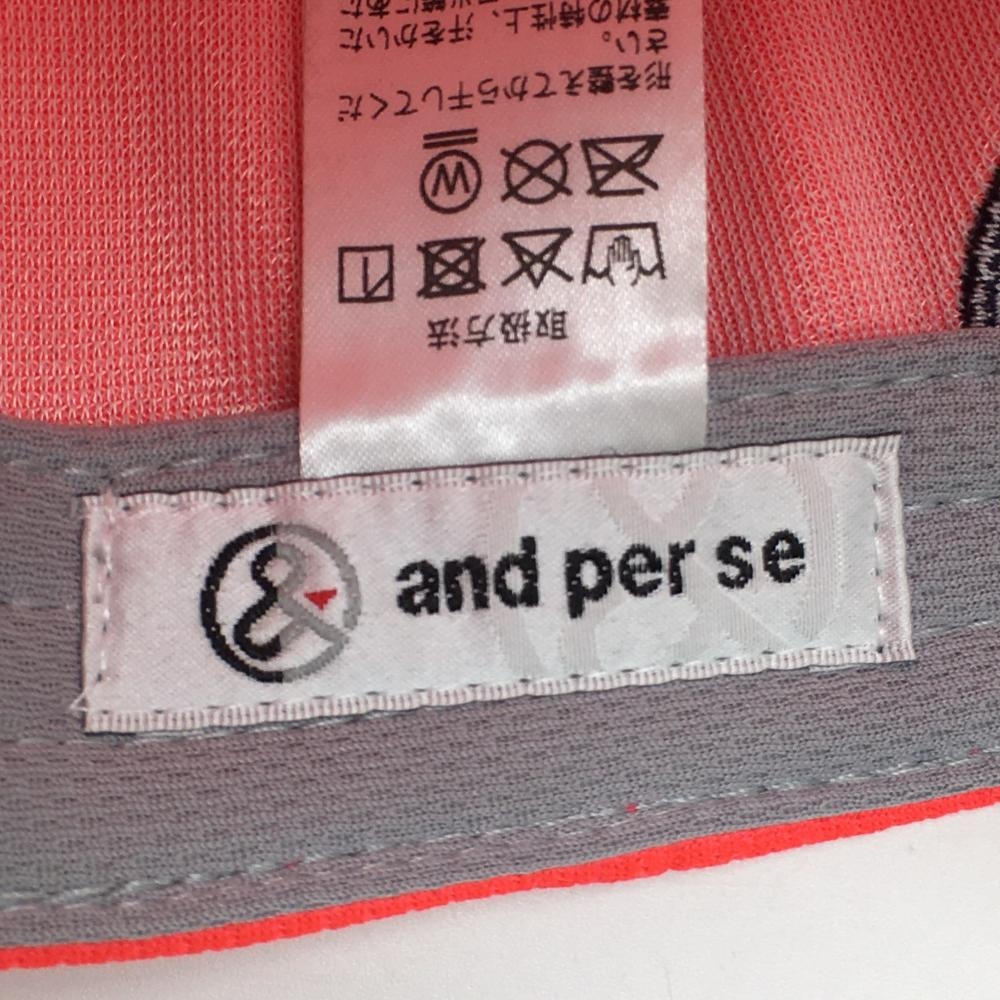 取扱方法
W
形を整えてから干してくだ
さい。
素材の特性上、汗をかいた
and per se